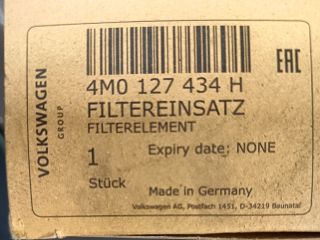 VOLKSWAGEN
GROUP
EAC
4M0 127 434 H
FILTEREINSATZ
FILTERELEMENT
1
Expiry date: NONE
Stück
Made in Germany
Volkswagen AG, Postfach 1451, D-34219 Baunatal